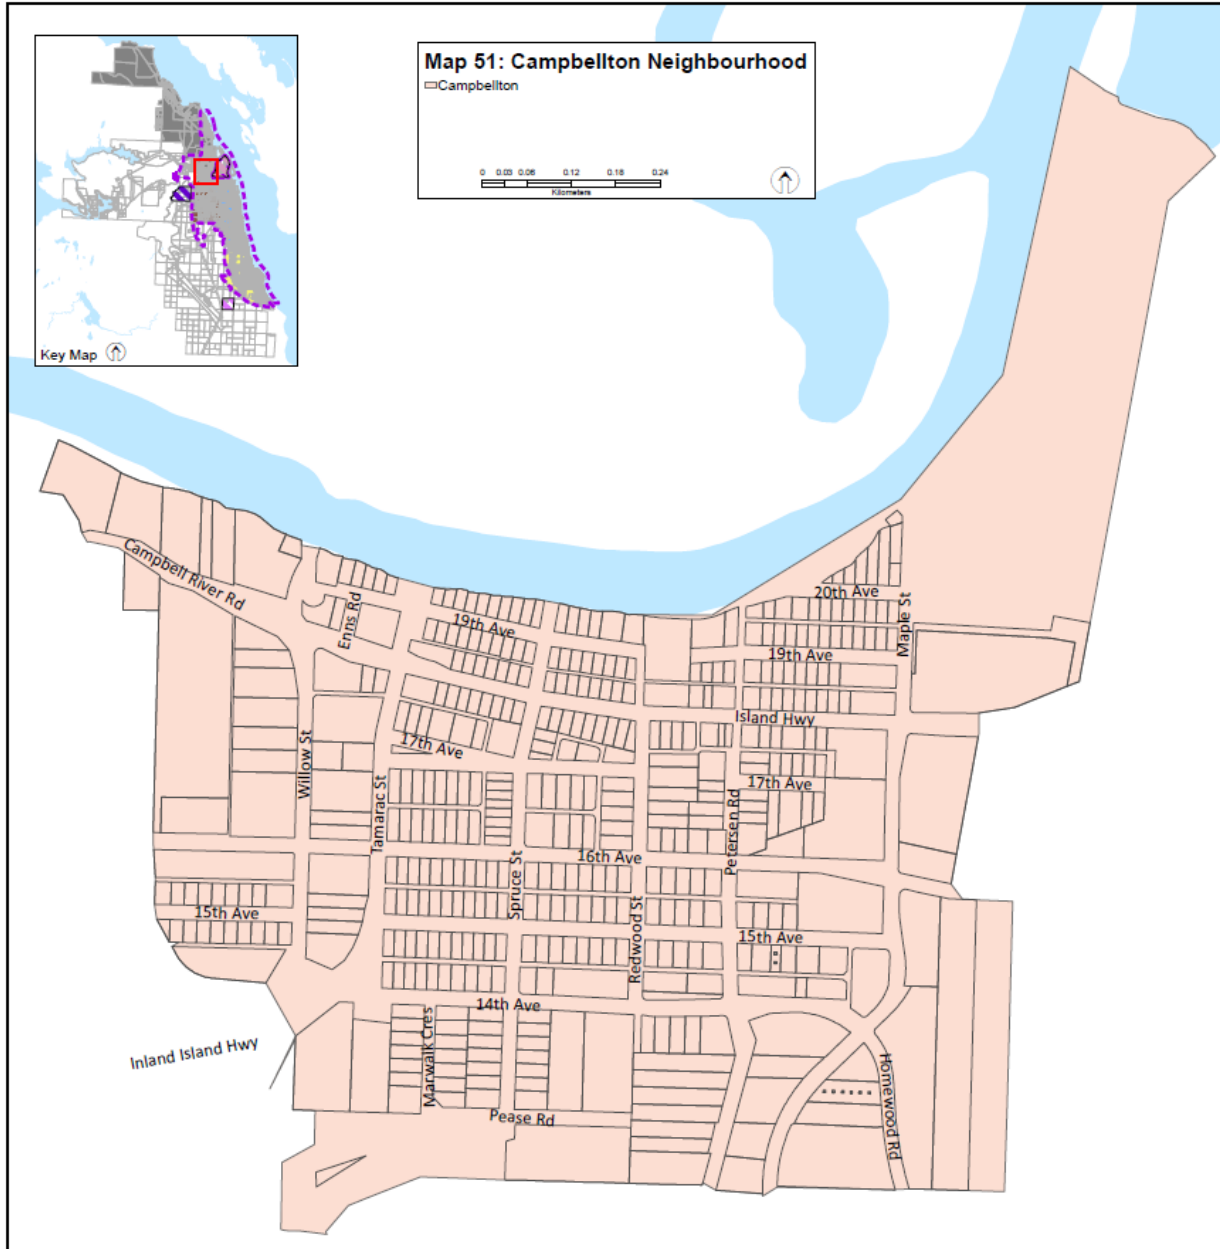 Map 51: Campbellton Neighbourhood
Campbellton
0 0.03 0.06 0.12 0.18 0.24
Kilometers
Key Map
Campbell River Rd
Enns Rd
19th Ave
20th Ave
Maple St
19th Ave
Island Hwy
Willow St
17th Ave
Tamarac St
17th Ave
Petersen Rd
16th Ave
Spruce St
15th Ave
Redwood St
15th Ave
14th Ave
Marwalk Cres
Inland Island Hwy
Homewood Rd
Pease Rd